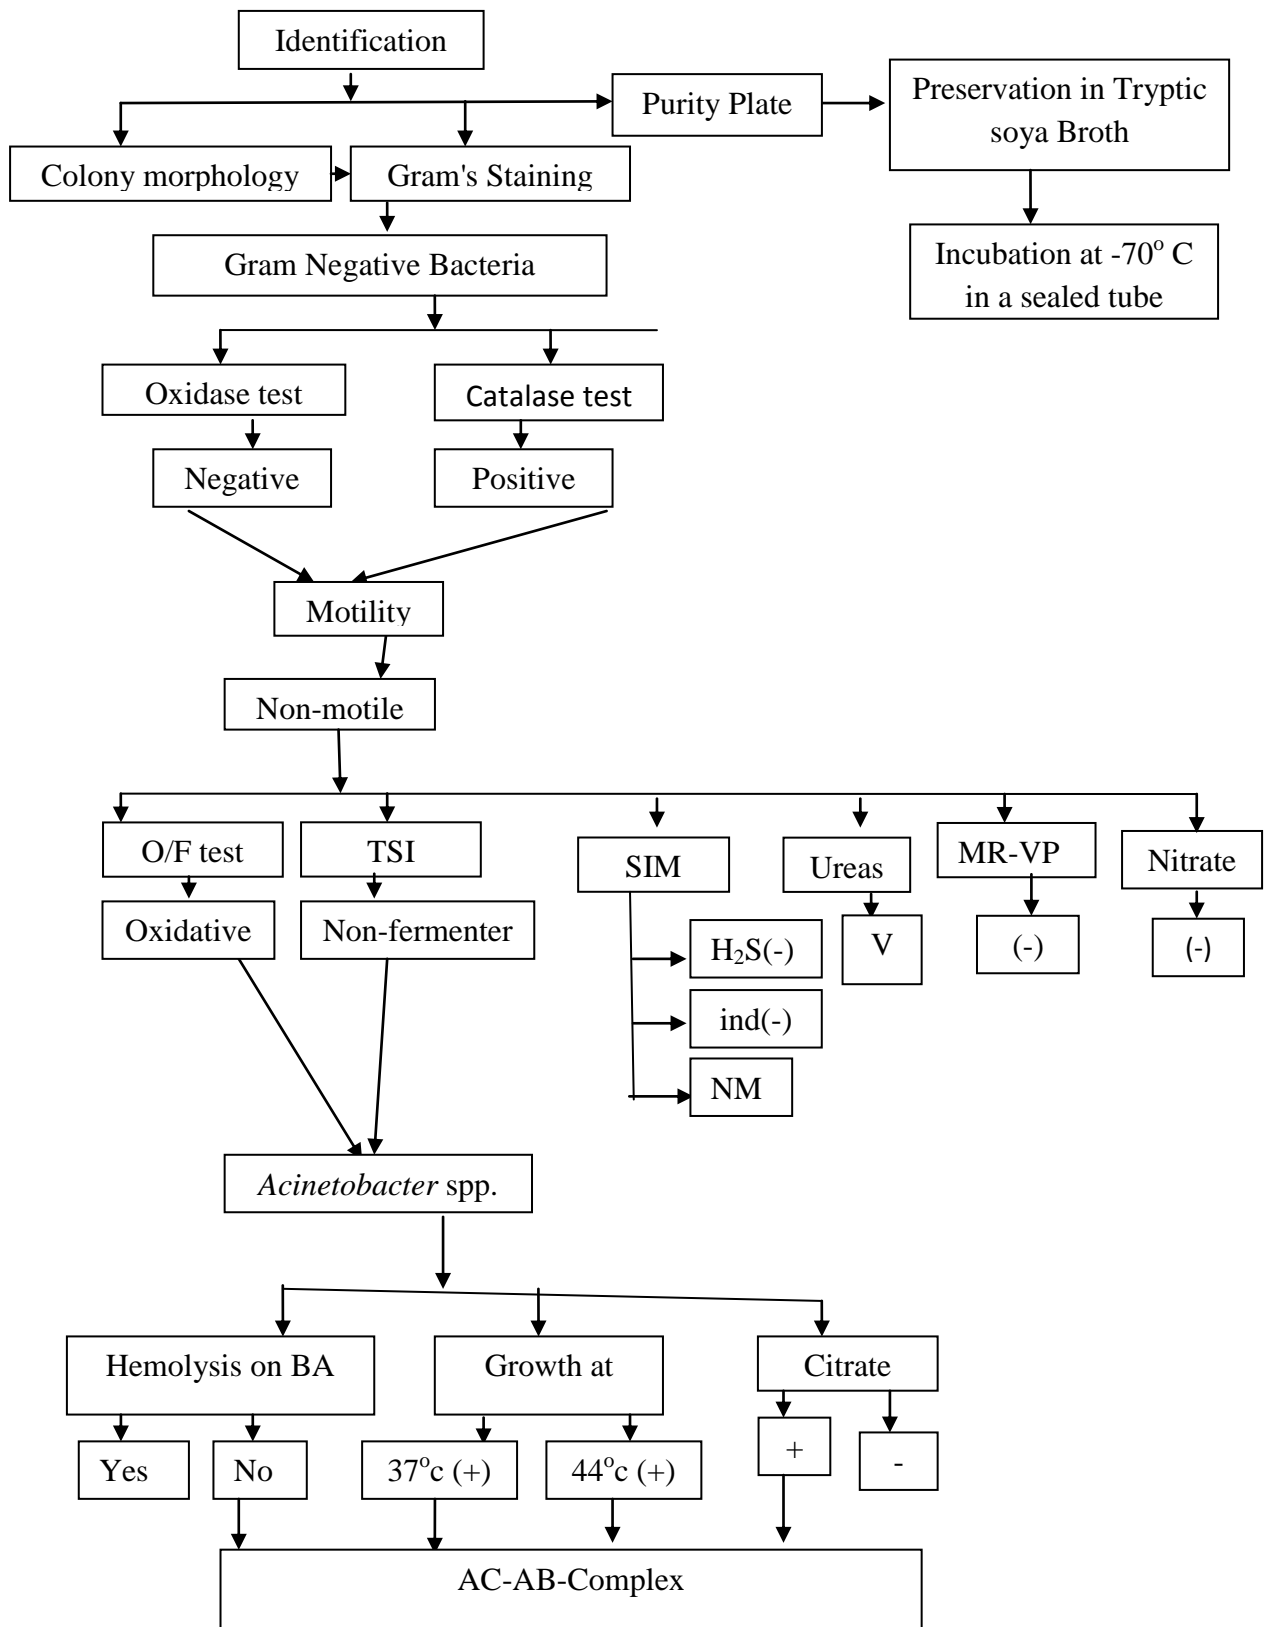 Identification
Purity Plate
Preservation in Tryptic
soya Broth
Colony morphology
Gram's Staining
Gram Negative Bacteria
Incubation at -70° C
in a sealed tube
Oxidase test
Catalase test
Negative
Positive
Motility
Non-motile
O/F test
TSI
SIM
Ureas
MR-VP
Nitrate
Oxidative
Non-fermenter
H₂S(-)
V
(-)
(-)
ind(-)
NM
Acinetobacter spp.
Hemolysis on BA
Growth at
Citrate
Yes
No
37°c (+)
44°c (+)
+
-
AC-AB-Complex